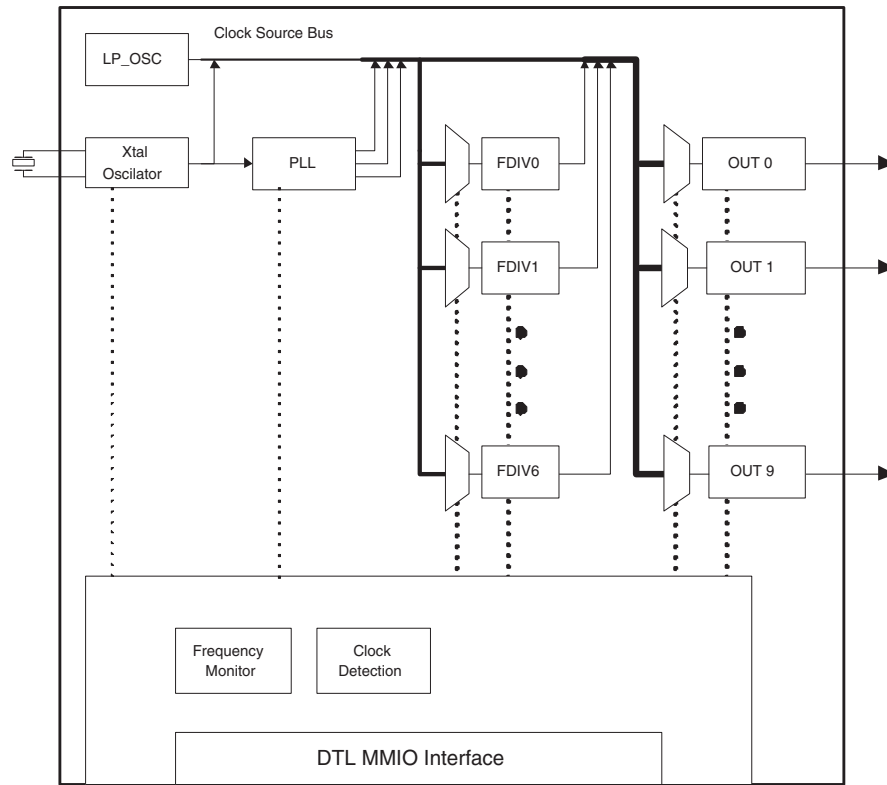 Clock Source Bus
LP_OSC
Xtal
Oscilator
PLL
FDIV0
OUT 0
FDIV1
OUT 1
FDIV6
OUT 9
Frequency
Monitor
Clock
Detection
DTL MMIO Interface